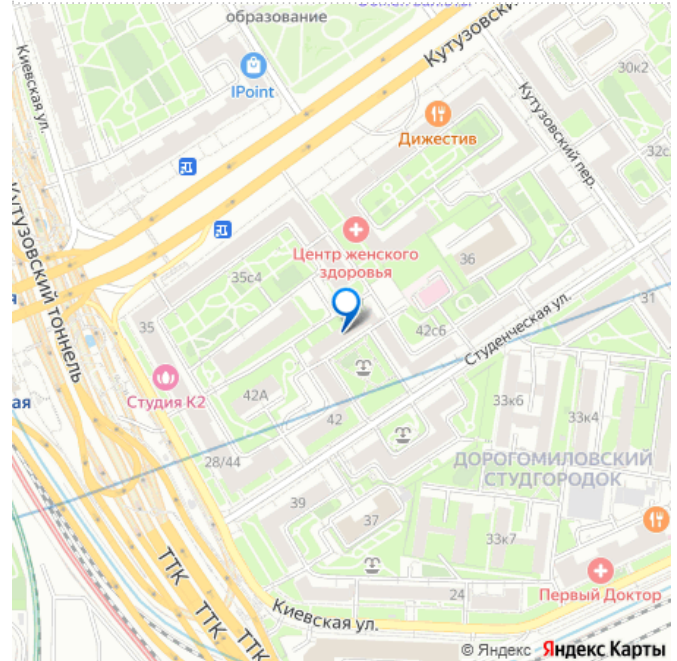 образование
Киевская ул.
IPoint
Кутузовски
30к2
Дижестив
Кутузовский пер.
32с
Кутузовский тоннель
Центр женского
здоровья
36
35с4
35
31
42с6
Студенческая ул.
Студия К2
ая
42А
42
33к6
33к4
28/44
ДОРОГОМИЛОВСКИЙ
СТУДГОРОДОК
39
37
33к7
ТТК
ТТК
ТТК
24
Первый Доктор
Киевская ул.
© Яндекс Яндекс Карты